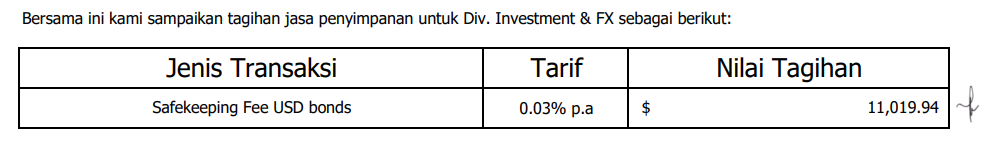 Bersama ini kami sampaikan tagihan jasa penyimpanan untuk Div. Investment & FX sebagai berikut:
Jenis Transaksi Tarif Nilai Tagihan
Safekeeping Fee USD bonds 0.03% p.a $ 11,019.94